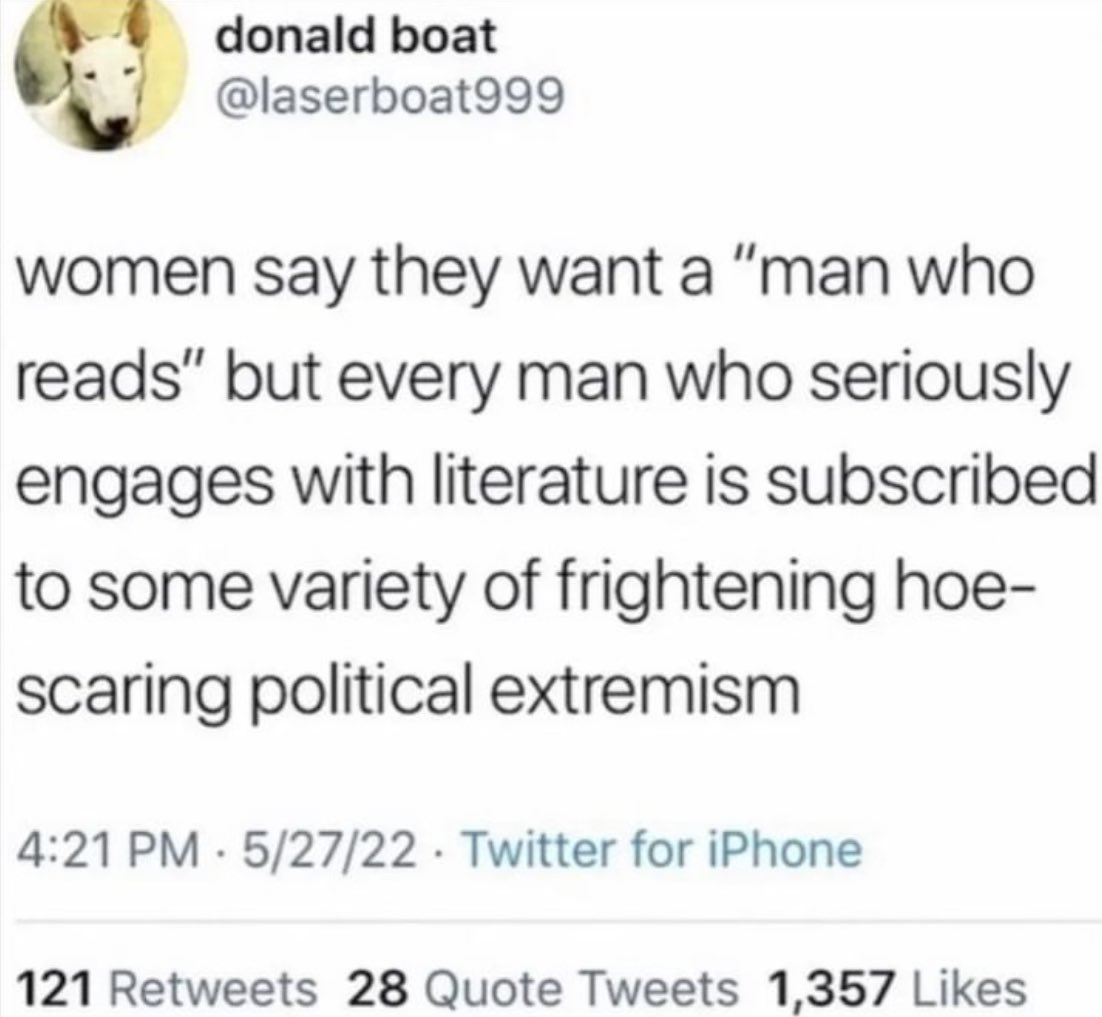 donald boat
@laserboat999
women say they want a “man who
reads” but every man who seriously
engages with literature is subscribed
to some variety of frightening hoe-
scaring political extremism
4:21 PM · 5/27/22 · Twitter for iPhone
121 Retweets 28 Quote Tweets 1,357 Likes